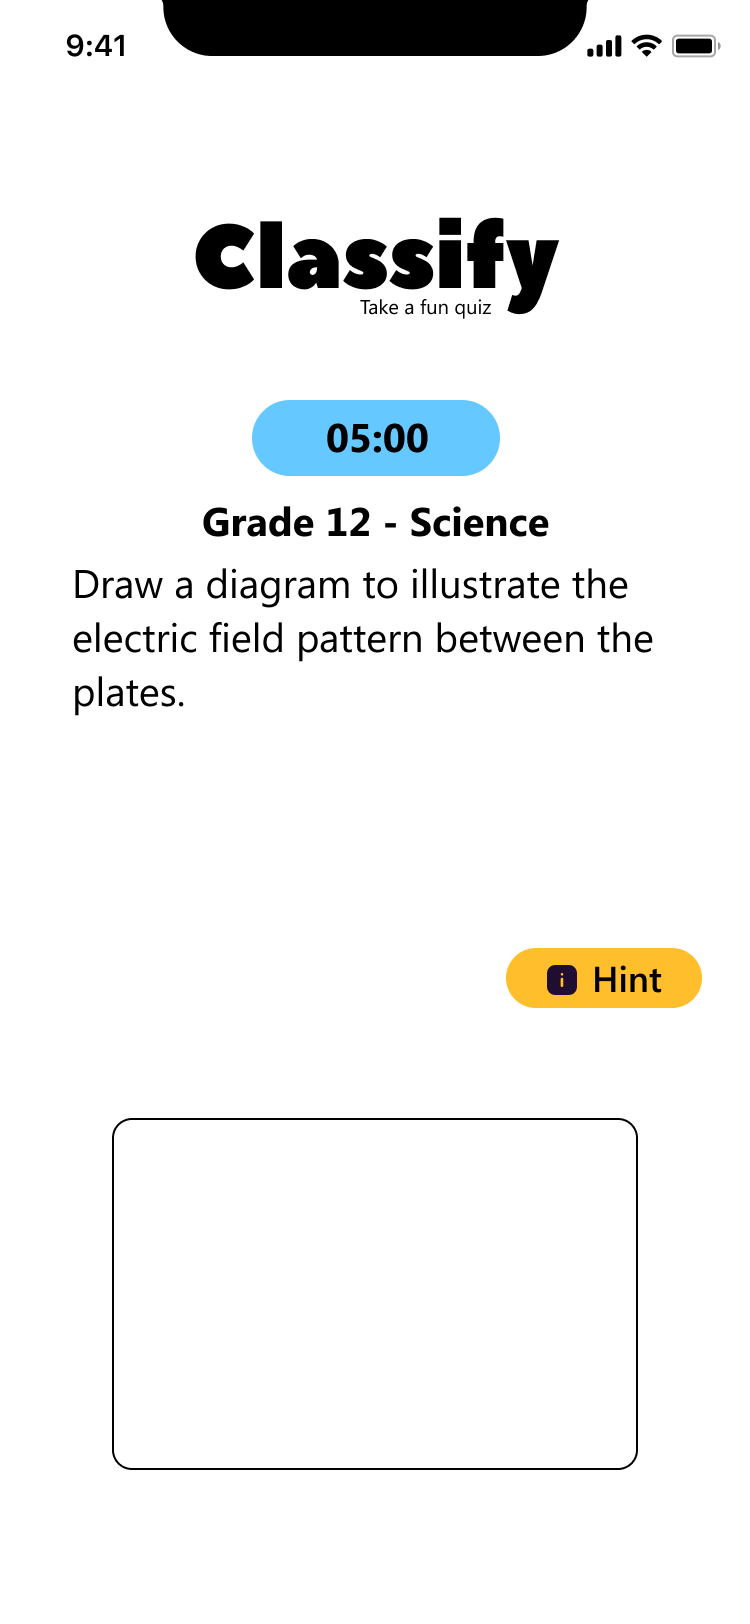 9:41
Classify
Take a fun quiz
05:00
Grade 12 - Science
Draw a diagram to illustrate the
electric field pattern between the
plates.
i Hint